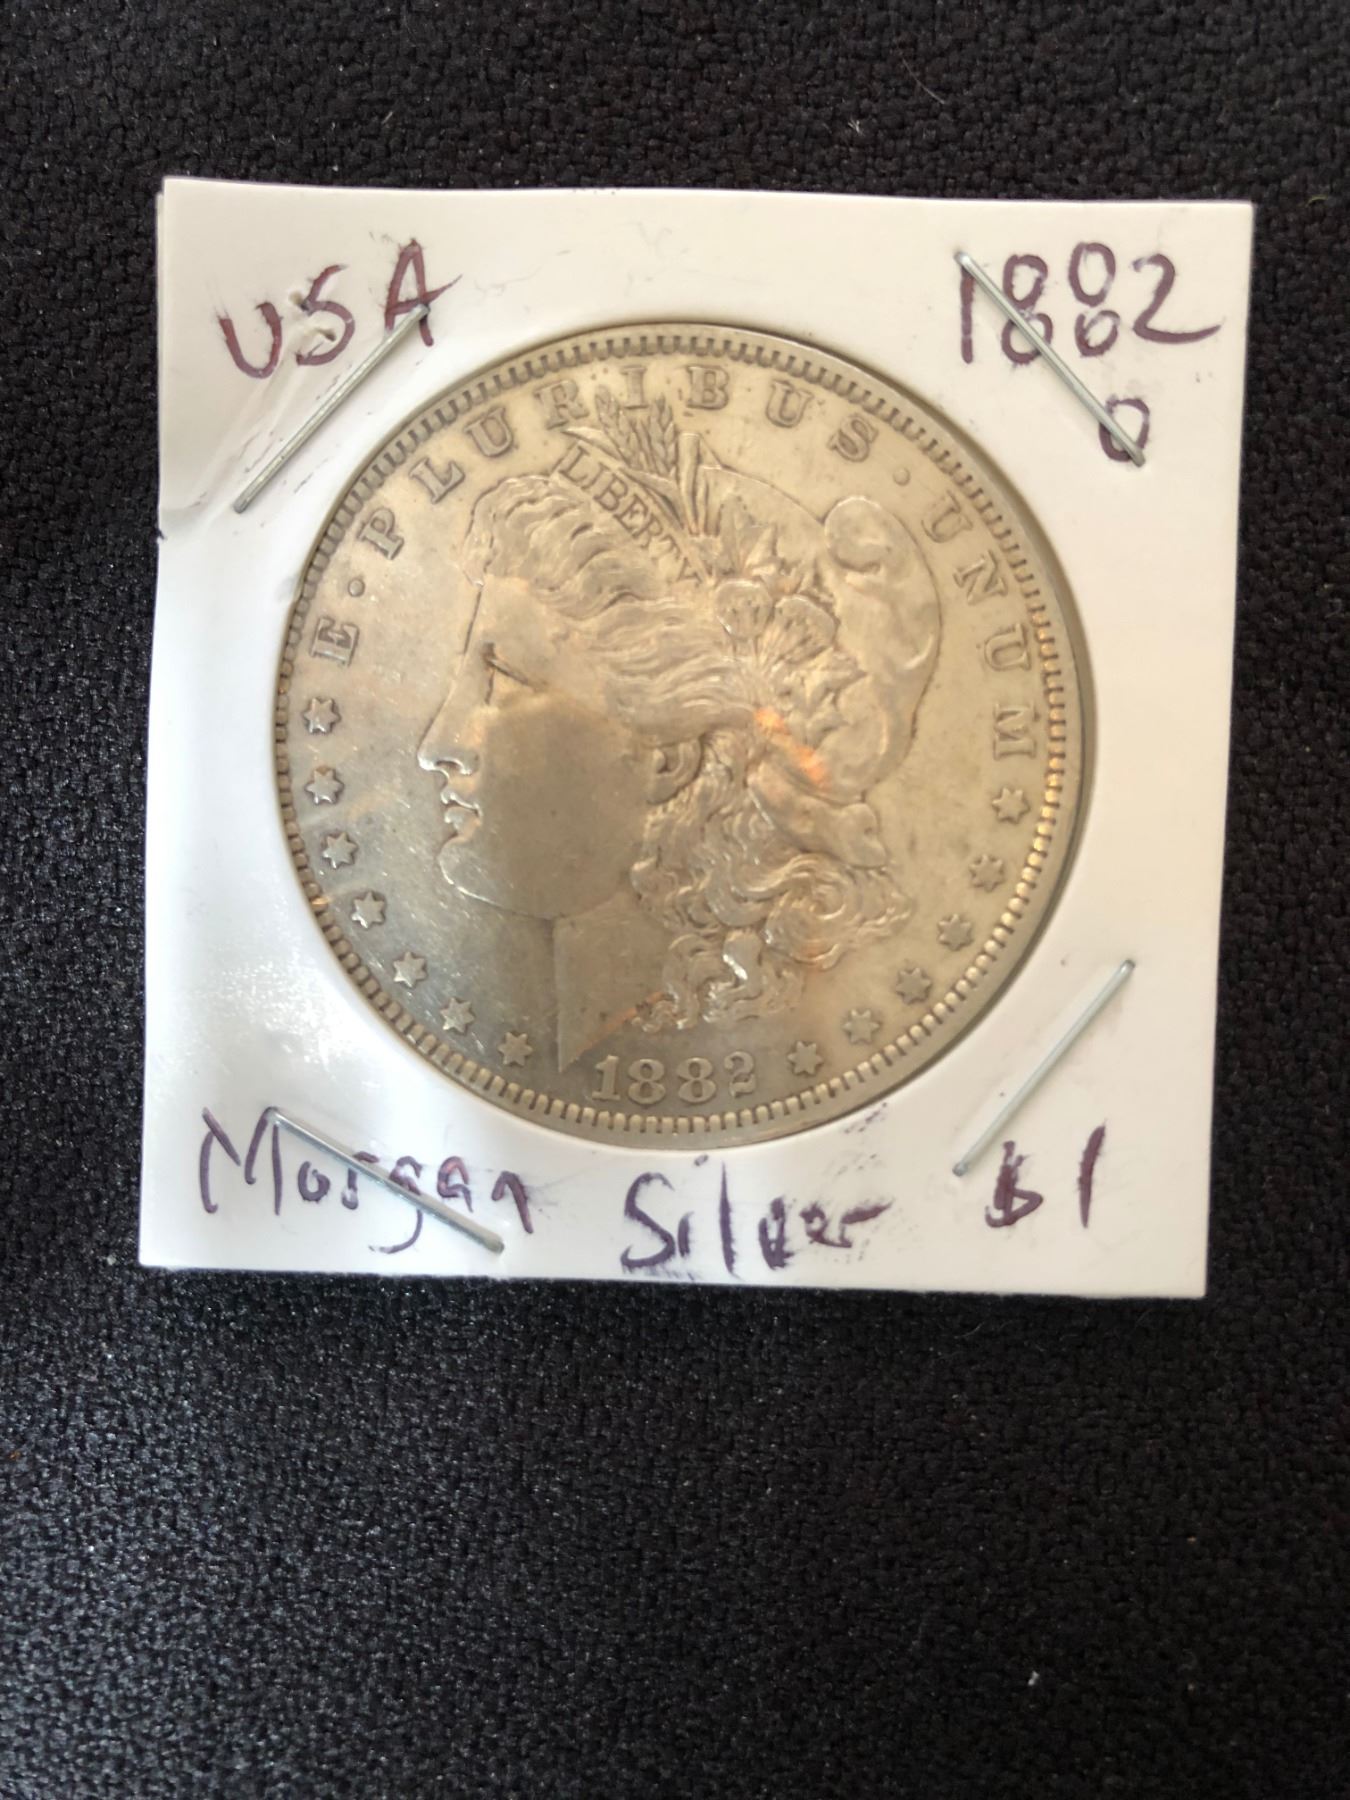 USA
1882
O
E · PLURIBUS · UNUM
LIBERTY
1882
Morgan Silver $1